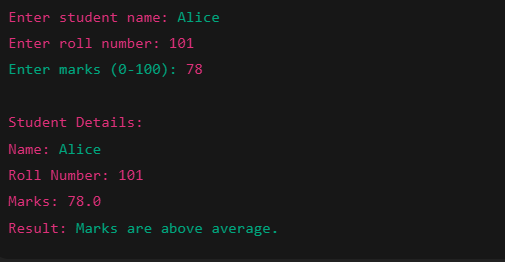 Enter student name: Alice
Enter roll number: 101
Enter marks (0-100): 78
Student Details:
Name: Alice
Roll Number: 101
Marks: 78.0
Result: Marks are above average.